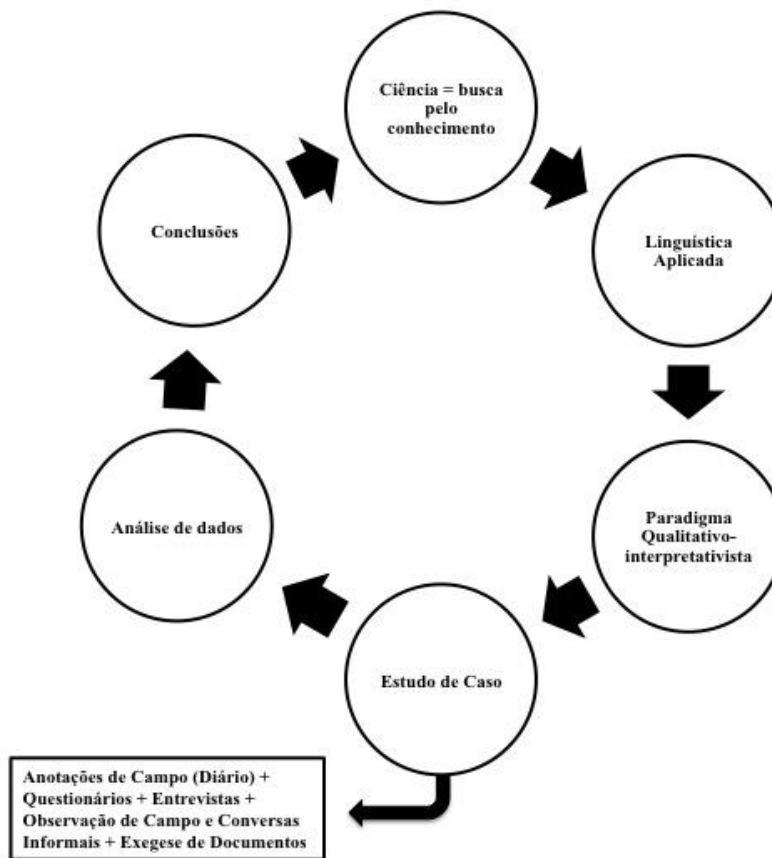 Ciência = busca
pelo
conhecimento
Linguística
Aplicada
Paradigma
Qualitativo-
interpretativista
Estudo de Caso
Anotações de Campo (Diário) +
Questionários + Entrevistas +
Observação de Campo e Conversas
Informais + Exegese de Documentos
Análise de dados
Conclusões